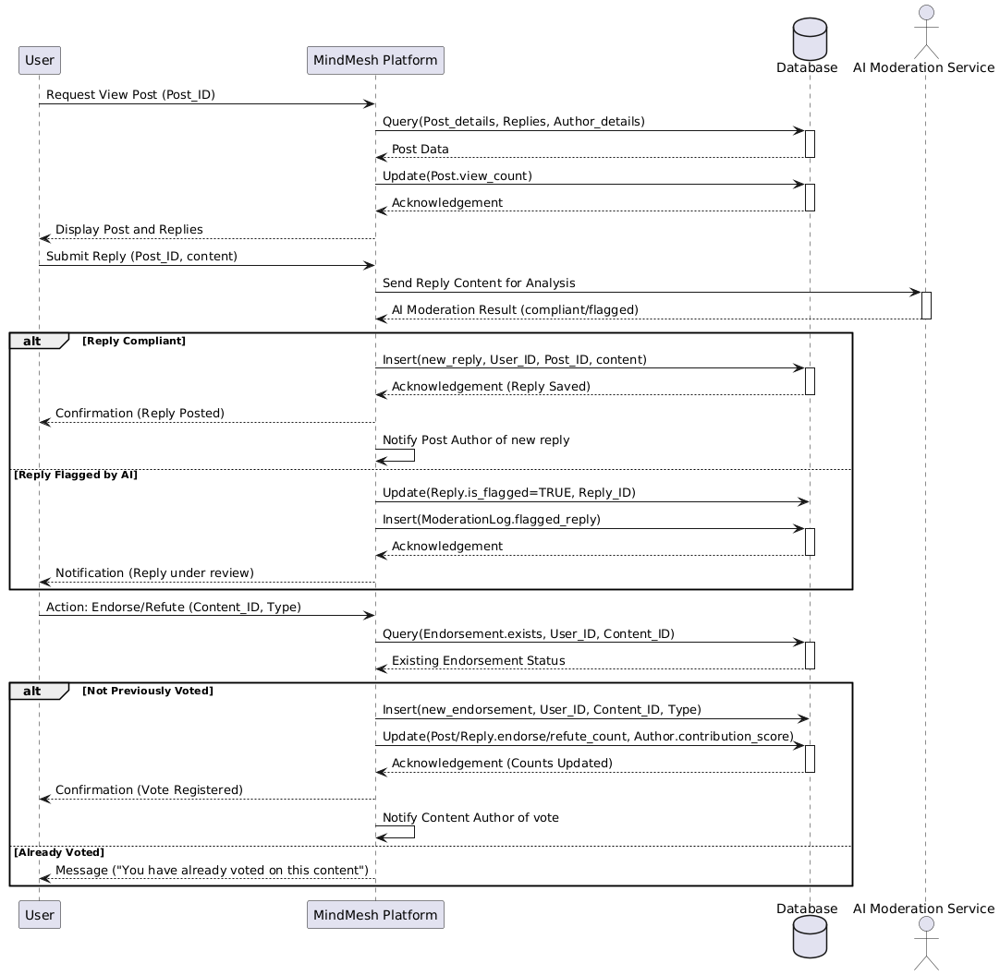 User
MindMesh Platform
Database
AI Moderation Service
Request View Post (Post_ID)
Query(Post_details, Replies, Author_details)
Post Data
Update(Post.view_count)
Acknowledgement
Display Post and Replies
Submit Reply (Post_ID, content)
Send Reply Content for Analysis
AI Moderation Result (compliant/flagged)
alt [Reply Compliant]
Insert(new_reply, User_ID, Post_ID, content)
Acknowledgement (Reply Saved)
Confirmation (Reply Posted)
Notify Post Author of new reply
[Reply Flagged by AI]
Update(Reply.is_flagged=TRUE, Reply_ID)
Insert(ModerationLog.flagged_reply)
Acknowledgement
Notification (Reply under review)
Action: Endorse/Refute (Content_ID, Type)
Query(Endorsement.exists, User_ID, Content_ID)
Existing Endorsement Status
alt [Not Previously Voted]
Insert(new_endorsement, User_ID, Content_ID, Type)
Update(Post/Reply.endorse/refute_count, Author.contribution_score)
Acknowledgement (Counts Updated)
Confirmation (Vote Registered)
Notify Content Author of vote
[Already Voted]
Message ("You have already voted on this content")
User
MindMesh Platform
Database
AI Moderation Service